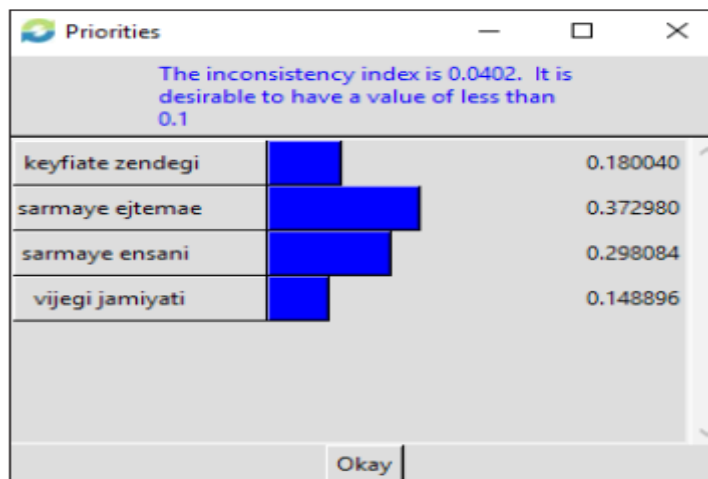 Priorities
The inconsistency index is 0.0402. It is
desirable to have a value of less than
0.1
keyfiate zendegi 0.180040
sarmaye ejtemae 0.372980
sarmaye ensani 0.298084
vijegi jamiyati 0.148896
Okay